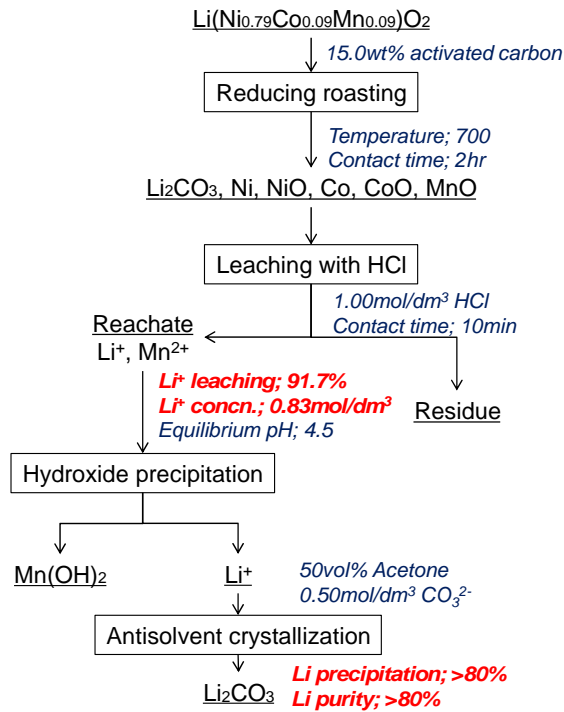 Li(Ni0.79Co0.09Mn0.09)O2
15.0wt% activated carbon
Reducing roasting
Temperature; 700
Contact time; 2hr
Li2CO3, Ni, NiO, Co, CoO, MnO
Leaching with HCl
1.00mol/dm³ HCl
Contact time; 10min
Reachate
Li⁺, Mn²⁺
Li⁺ leaching; 91.7%
Li⁺ concn.; 0.83mol/dm³
Equilibrium pH; 4.5
Residue
Hydroxide precipitation
Mn(OH)2
Li⁺
50vol% Acetone
0.50mol/dm³ CO3²⁻
Antisolvent crystallization
Li2CO3
Li precipitation; >80%
Li purity; >80%